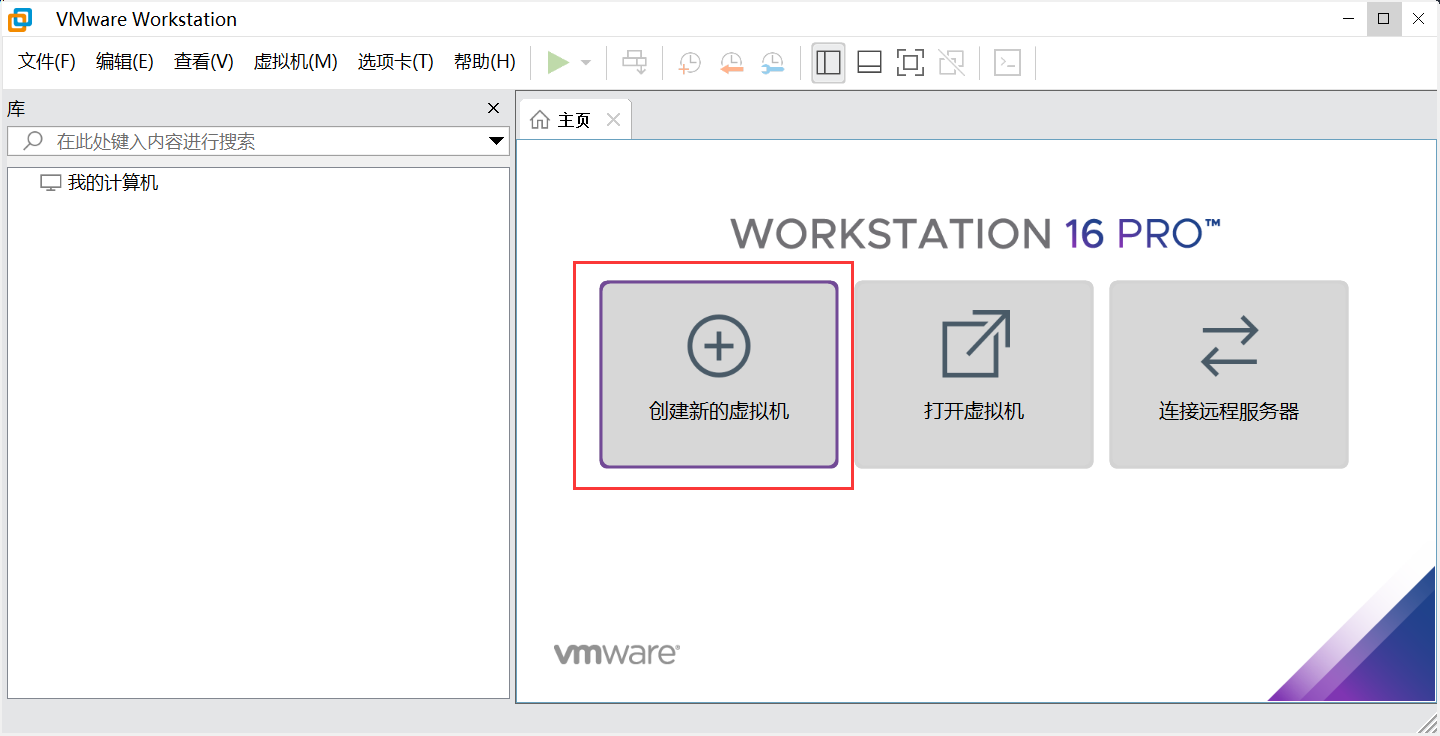 VMware Workstation
文件(F) 编辑(E) 查看(V) 虚拟机(M) 选项卡(T) 帮助(H)
库
在此处键入内容进行搜索
我的计算机
主页
WORKSTATION 16 PRO™
创建新的虚拟机
打开虚拟机
连接远程服务器
vmware®